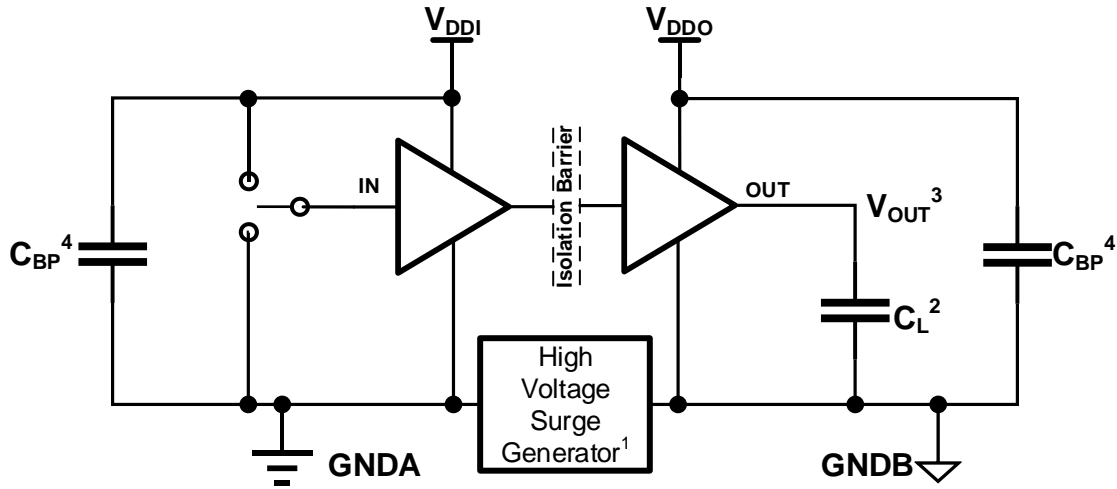 VDDI
VDDO
Isolation Barrier
IN
OUT
VOUT3
CBP4
CBP4
CL2
High
Voltage
Surge
Generator1
GNDA
GNDB